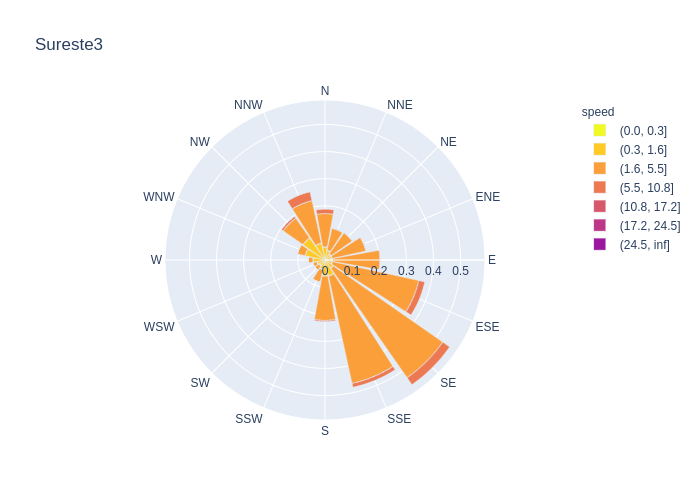 Sureste3
N
NNE
NE
ENE
E
ESE
SE
SSE
S
SSW
SW
WSW
W
WNW
NW
NNW
0 0.1 0.2 0.3 0.4 0.5
speed
(0.0, 0.3]
(0.3, 1.6]
(1.6, 5.5]
(5.5, 10.8]
(10.8, 17.2]
(17.2, 24.5]
(24.5, inf]